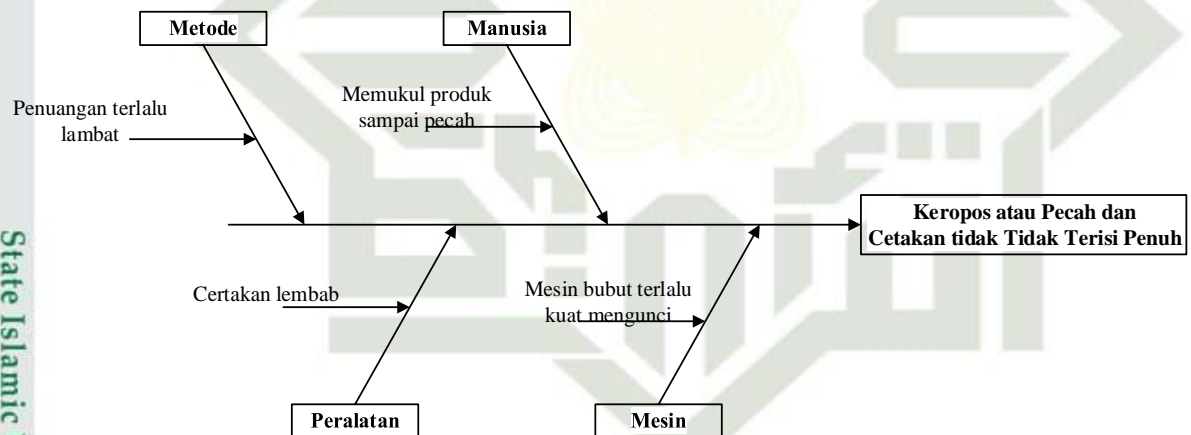 Metode
Manusia
Penuangan terlalu
lambat
Memukul produk
sampai pecah
Keropos atau Pecah dan
Cetakan tidak Tidak Terisi Penuh
Certakan lembab
Mesin bubut terlalu
kuat mengunci
Peralatan
Mesin
State Islamic